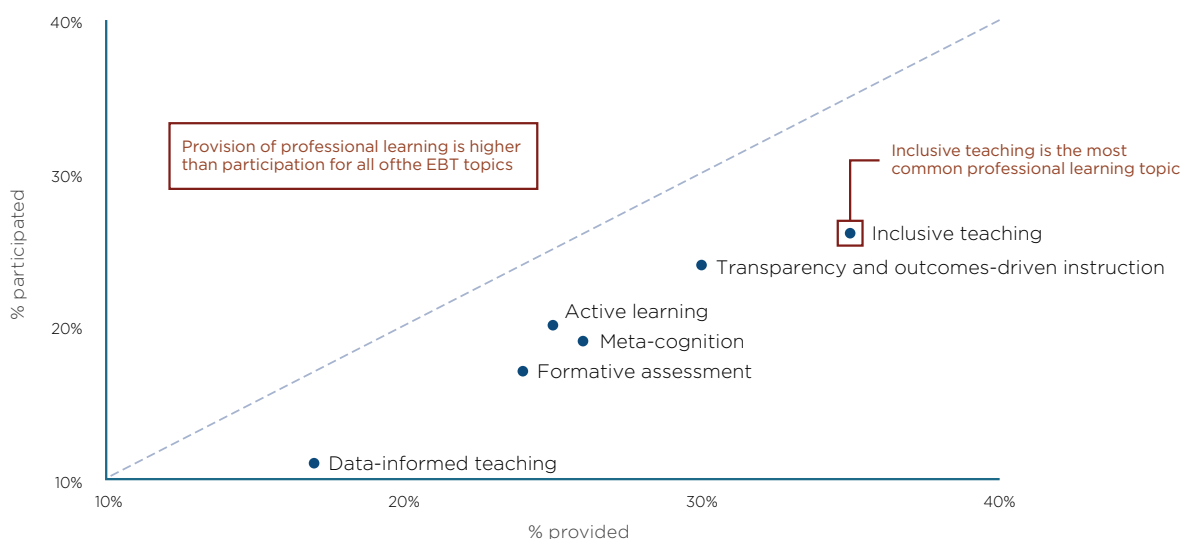 40%
Provision of professional learning is higher
than participation for all ofthe EBT topics
Inclusive teaching is the most
common professional learning topic
30%
% participated
Inclusive teaching
Transparency and outcomes-driven instruction
Active learning
20%
Meta-cognition
Formative assessment
Data-informed teaching
10%
10%
20%
30%
40%
% provided